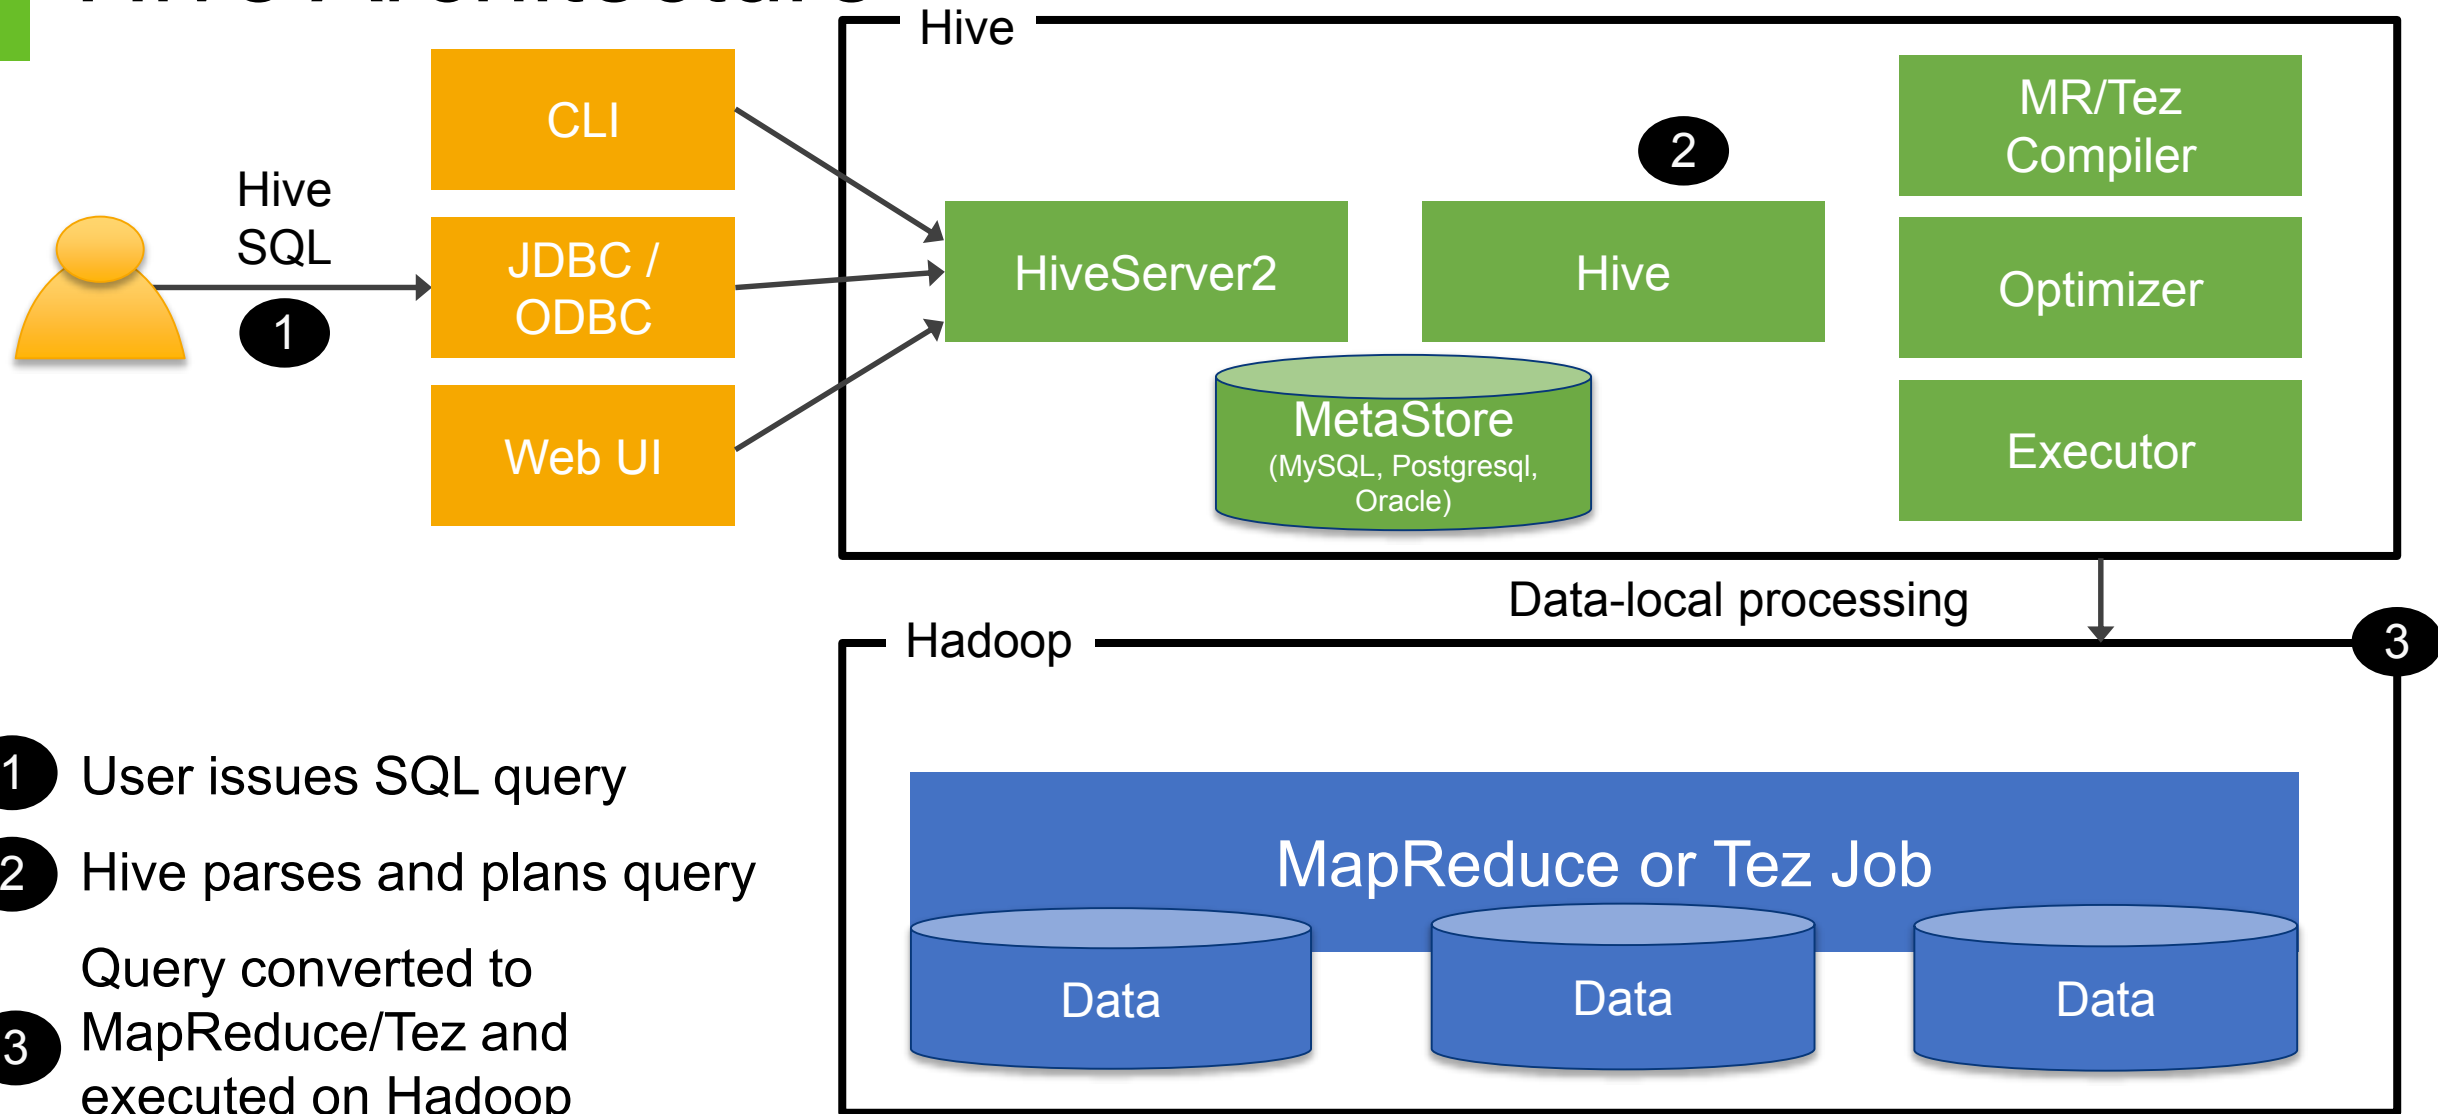 Hive Architecture
Hive
CLI
MR/Tez
Compiler
2
Hive
SQL
JDBC /
ODBC
HiveServer2
Hive
Optimizer
1
Web UI
MetaStore
(MySQL, Postgresql,
Oracle)
Executor
Data-local processing
Hadoop
3
1 User issues SQL query
2 Hive parses and plans query
3 Query converted to
MapReduce/Tez and
executed on Hadoop
MapReduce or Tez Job
Data
Data
Data